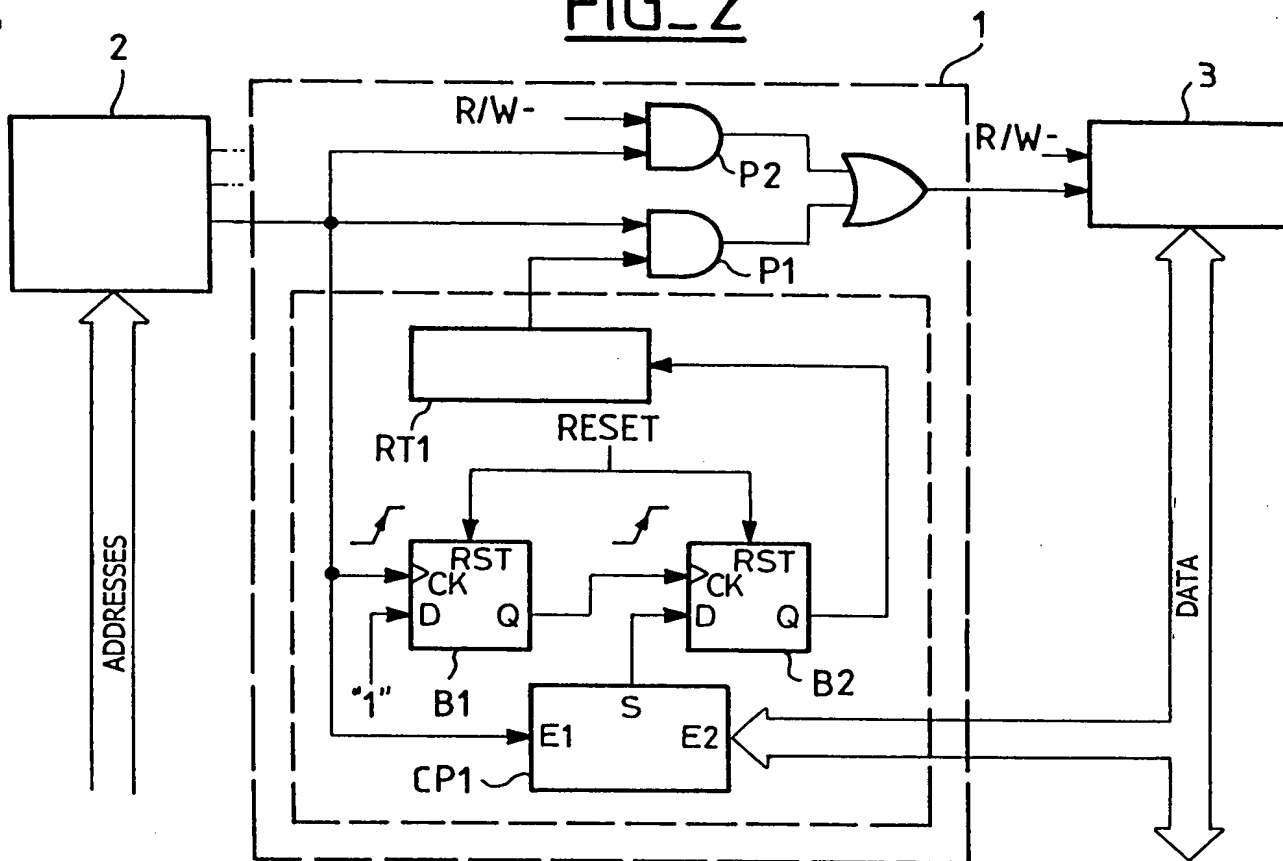 FIG_2
1
2
3
R/W-
R/W-
P2
P1
RT1
RESET
RST
RST
CK
CK
D
Q
D
Q
"1"
B1
B2
S
E1
E2
CP1
ADDRESSES
DATA